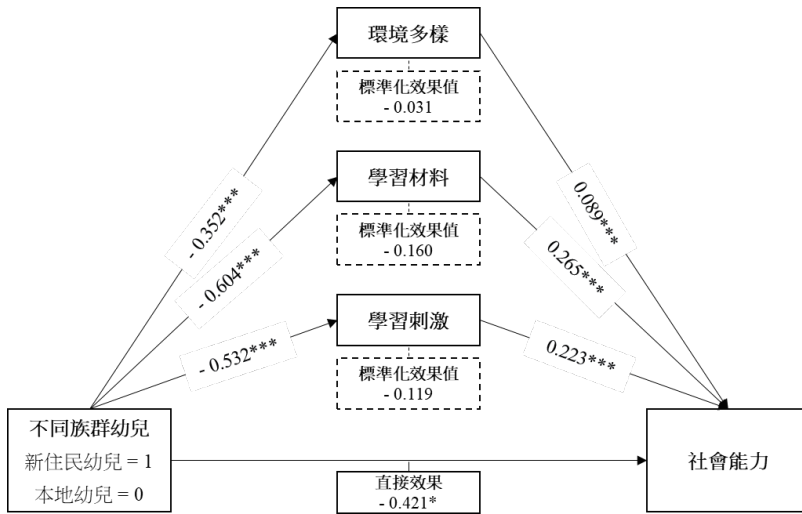 環境多樣
標準化效果值
- 0.031
學習材料
標準化效果值
- 0.160
學習刺激
標準化效果值
- 0.119
- 0.352***
- 0.604***
- 0.532***
0.089***
0.265***
0.223***
不同族群幼兒
新住民幼兒 = 1
本地幼兒 = 0
直接效果
- 0.421*
社會能力